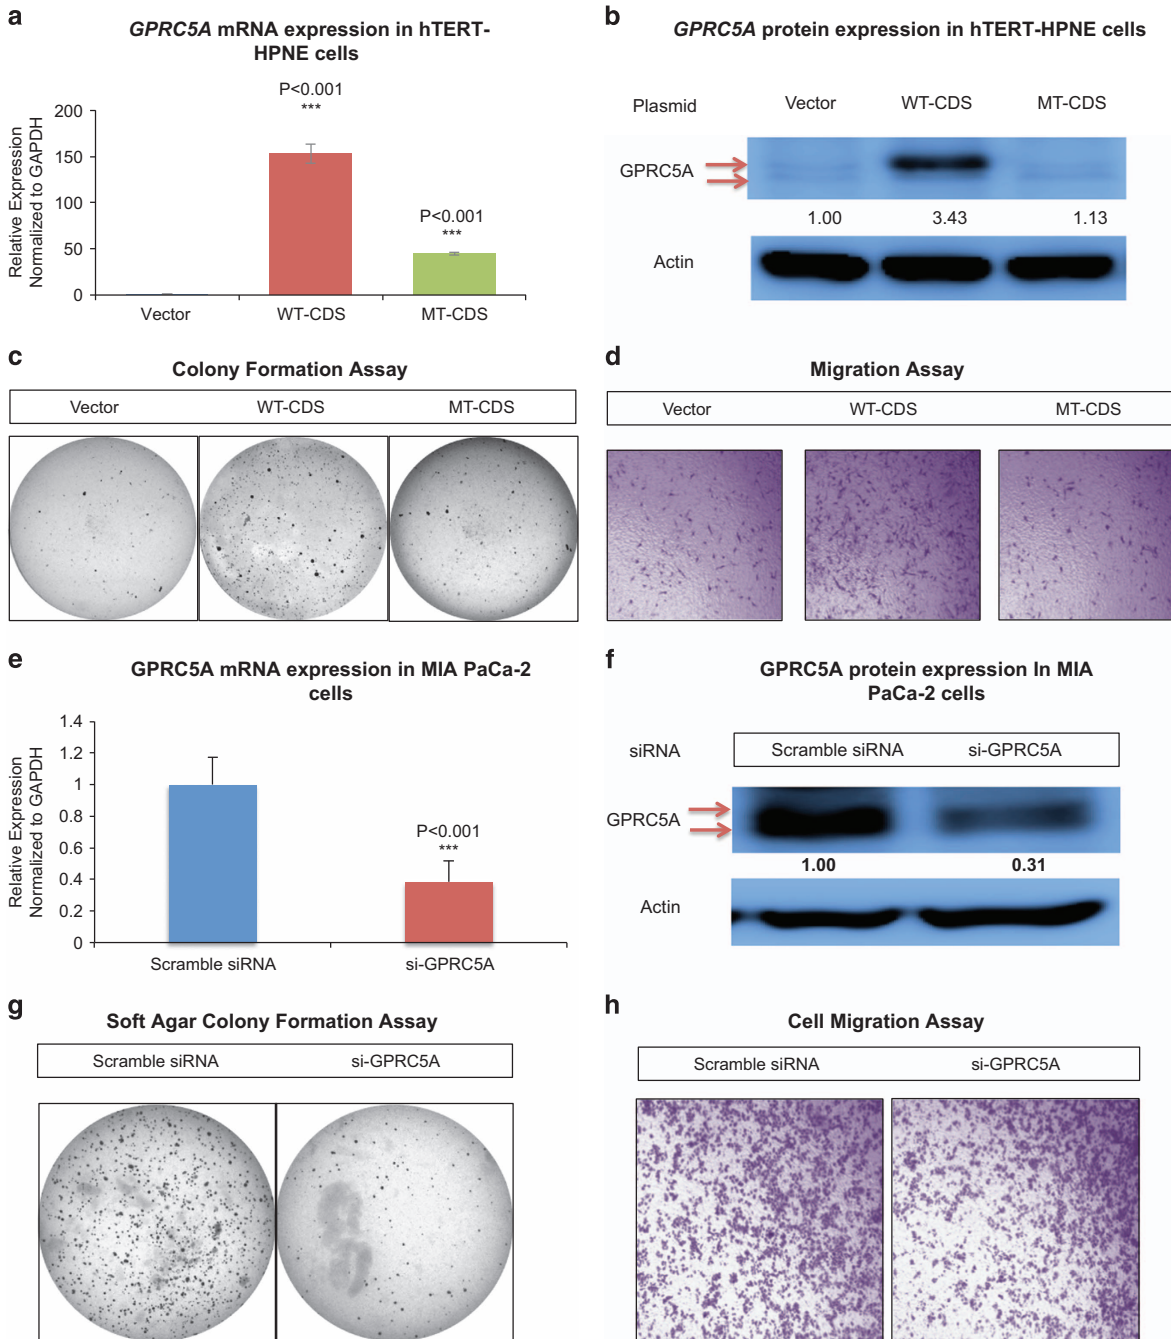 a
GPRC5A mRNA expression in hTERT-
HPNE cells
Relative Expression
Normalized to GAPDH
200
150
100
50
0
P<0.001
***
P<0.001
***
Vector WT-CDS MT-CDS
b
GPRC5A protein expression in hTERT-HPNE cells
Plasmid Vector WT-CDS MT-CDS
GPRC5A
1.00 3.43 1.13
Actin
c
Colony Formation Assay
Vector WT-CDS MT-CDS
d
Migration Assay
Vector WT-CDS MT-CDS
e
GPRC5A mRNA expression in MIA PaCa-2
cells
Relative Expression
Normalized to GAPDH
1.4
1.2
1
0.8
0.6
0.4
0.2
0
P<0.001
***
Scramble siRNA si-GPRC5A
f
GPRC5A protein expression In MIA
PaCa-2 cells
siRNA Scramble siRNA si-GPRC5A
GPRC5A
1.00 0.31
Actin
g
Soft Agar Colony Formation Assay
Scramble siRNA si-GPRC5A
h
Cell Migration Assay
Scramble siRNA si-GPRC5A